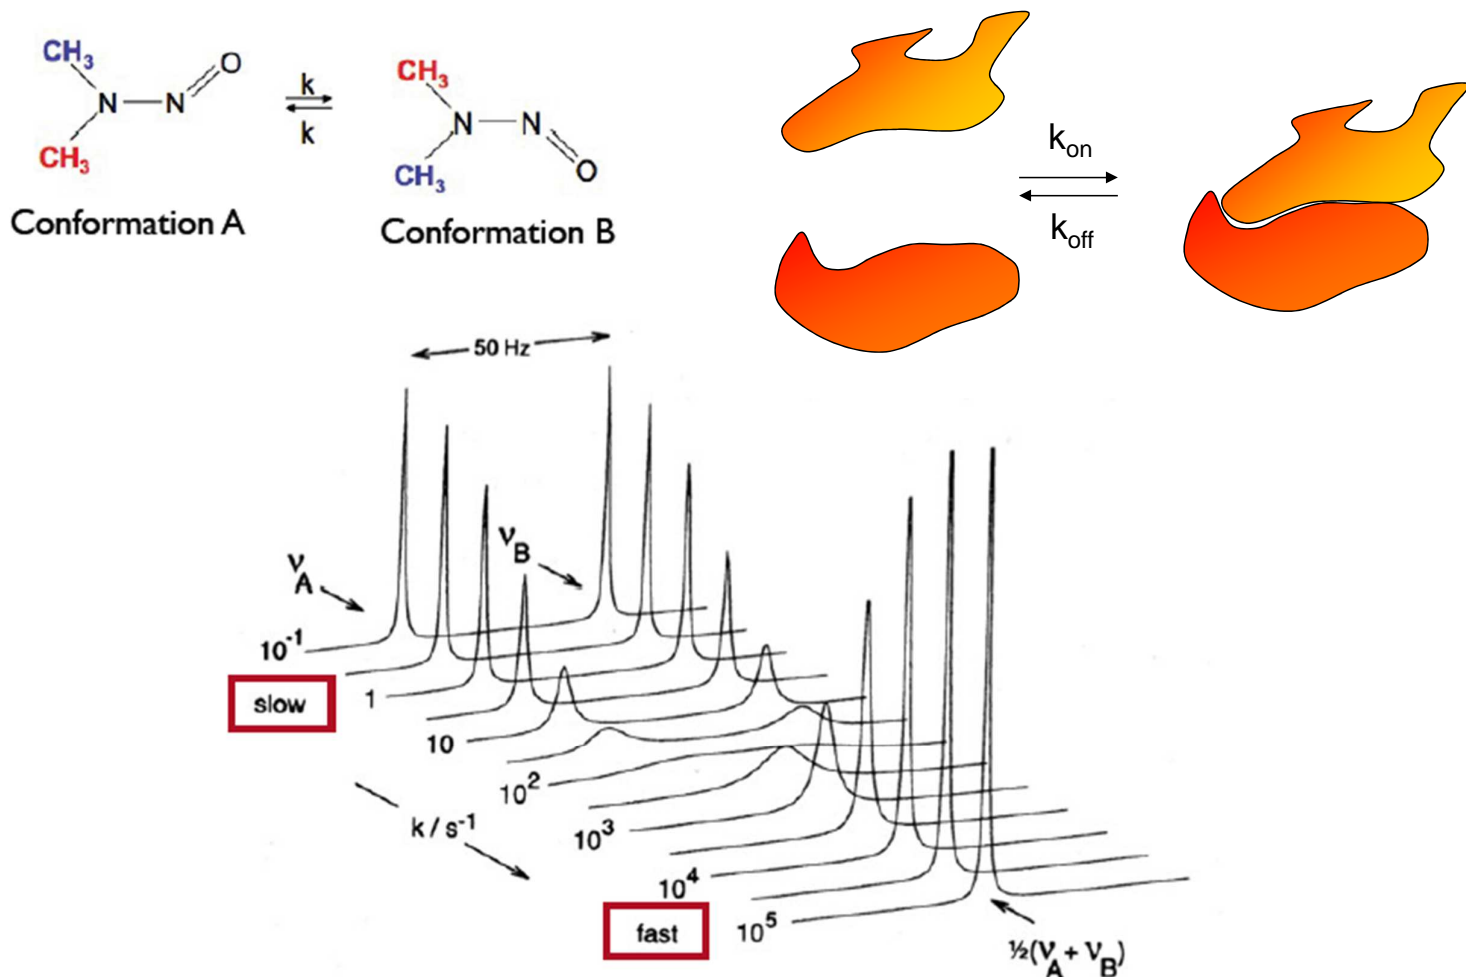 CH₃
N
N
O
CH₃
Conformation A
k
k
CH₃
N
N
O
CH₃
Conformation B
kon
koff
50 Hz
νA
νB
10⁻¹
slow
1
10
10²
k / s⁻¹
10³
10⁴
fast
10⁵
½(νA + νB)